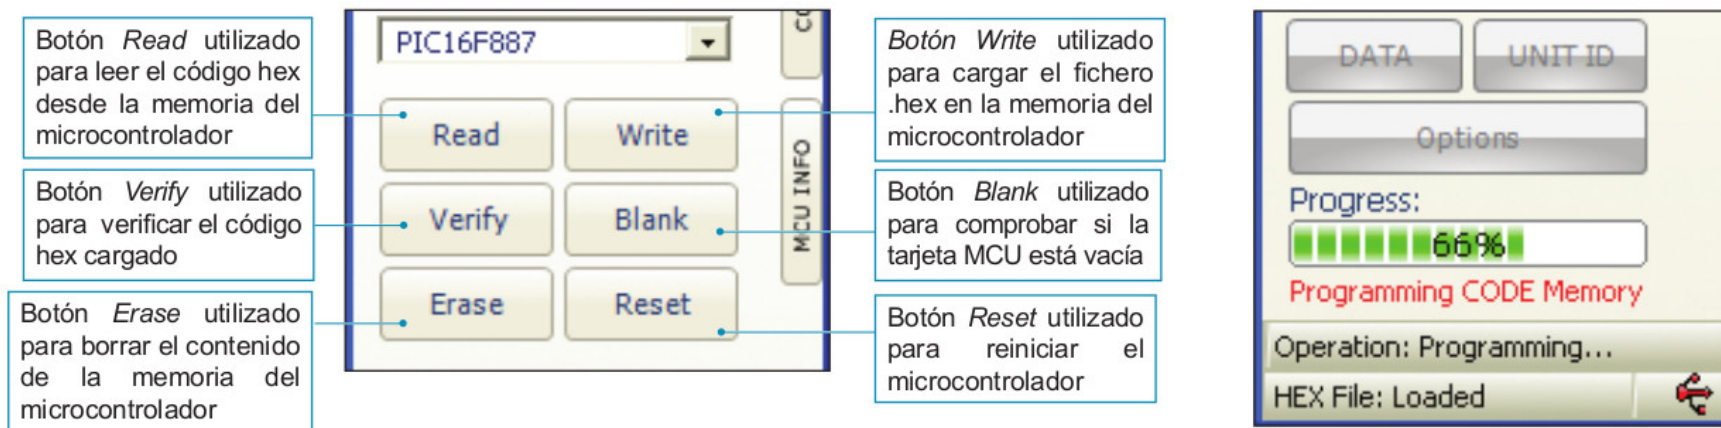 Botón Read utilizado
para leer el código hex
desde la memoria del
microcontrolador
Botón Verify utilizado
para verificar el código
hex cargado
Botón Erase utilizado
para borrar el contenido
de la memoria del
microcontrolador
PIC16F887
Read Write
Verify Blank
Erase Reset
MCU INFO
Botón Write utilizado
para cargar el fichero
.hex en la memoria del
microcontrolador
Botón Blank utilizado
para comprobar si la
tarjeta MCU está vacía
Botón Reset utilizado
para reiniciar el
microcontrolador
DATA UNIT ID
Options
Progress:
66%
Programming CODE Memory
Operation: Programming...
HEX File: Loaded